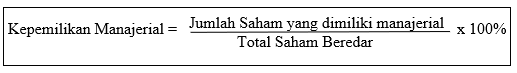 Kepemilikan Manajerial = Jumlah Saham yang dimiliki manajerial x 100%
Total Saham Beredar